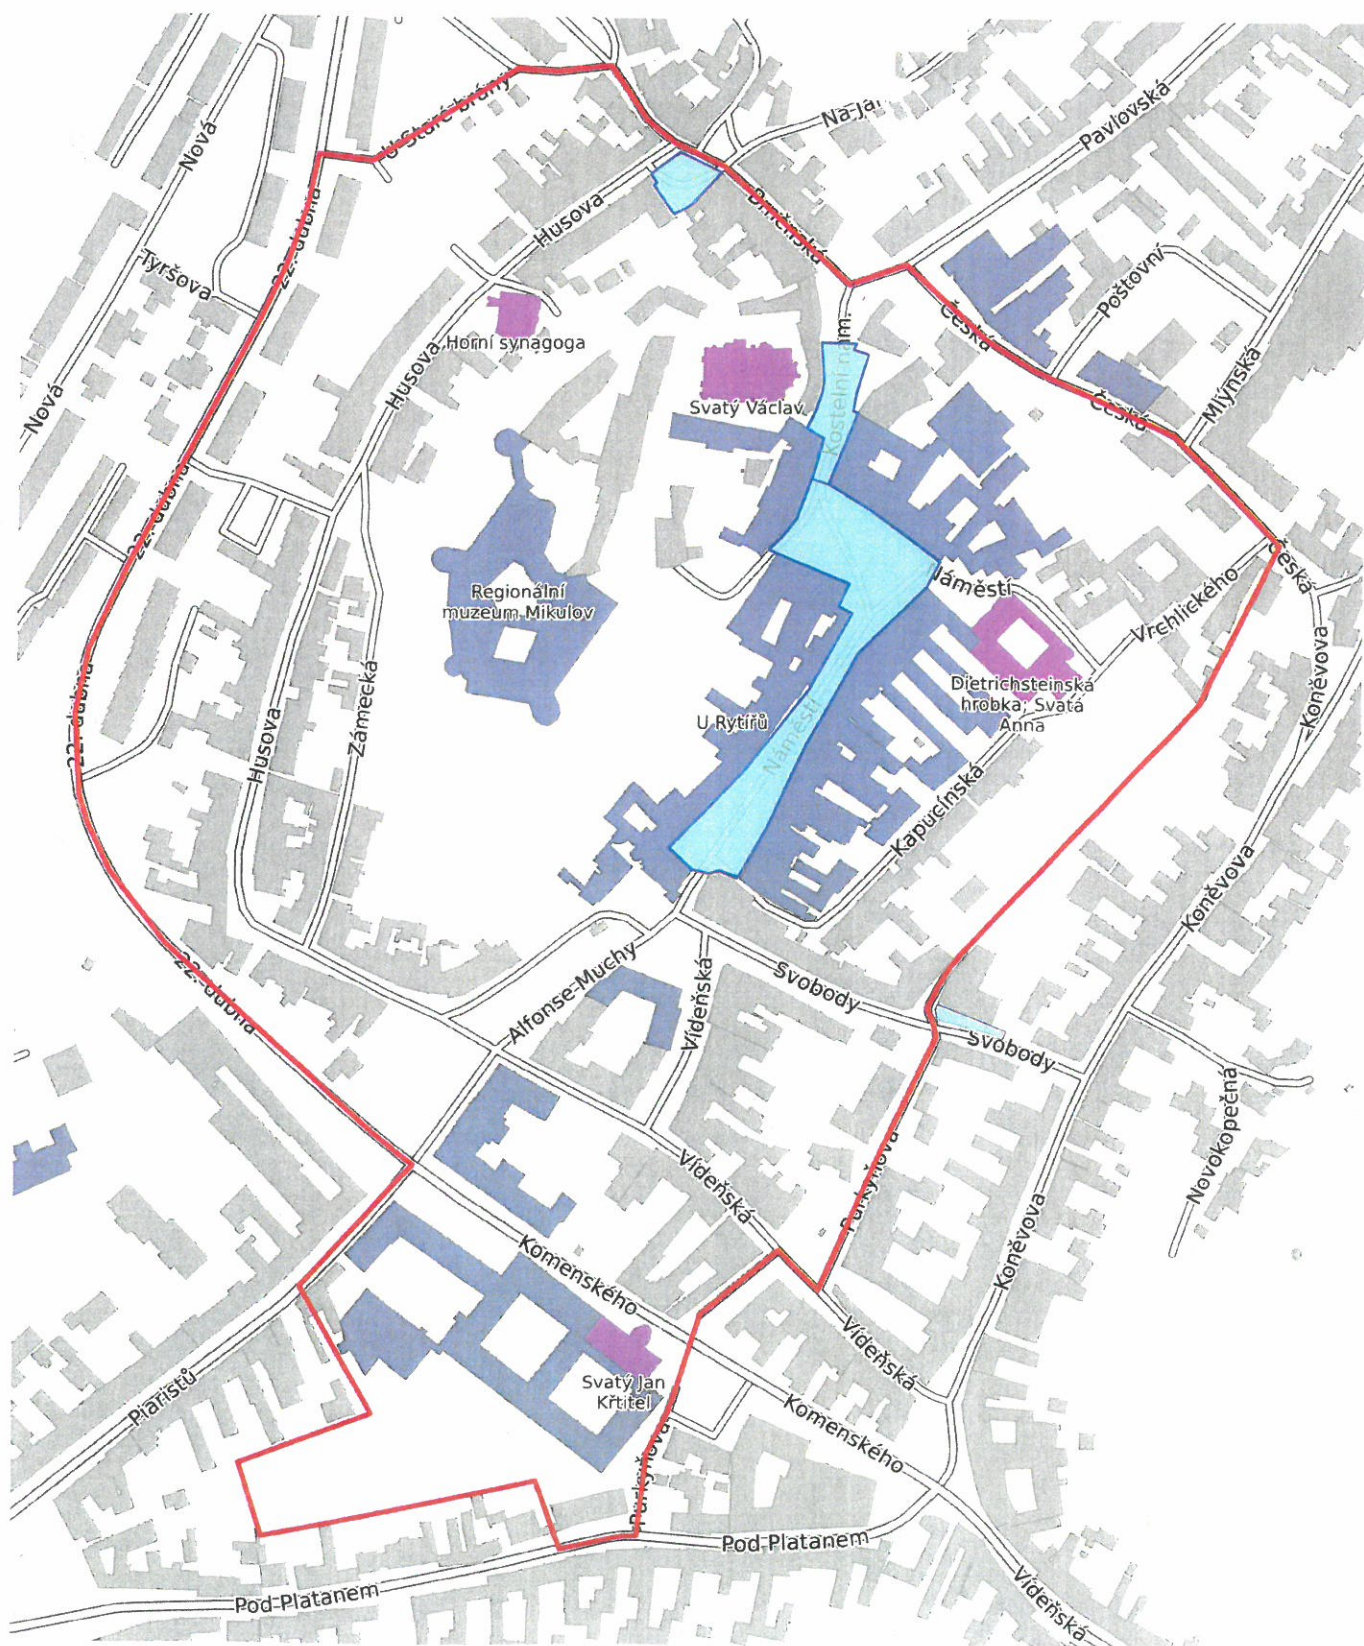 Nová
U Staré brány
Na Ja
Pavlovská
22. dubna
Husova
Brněnská
Tyršova
Poštovní
Česká
Kostelní nám.
Horní synagoga
Husova
Nová
Svatý Václav
Česká
Mlýnská
22. dubna
Česká
Náměstí
Regionální
muzeum Mikulov
Vrchlického
Koněvova
22. dubna
Dietrichsteinská
hrobka, Svatá
Anna
Zámecká
U Rytířů
Náměstí
Husova
Kapucínská
Koněvova
22. dubna
Alfonse Muchy
Vídeňská
Svobody
Svobody
Novokopečná
Purkyňova
Vídeňská
Koněvova
Komenského
Vídeňská
Piaristů
Svatý Jan
Křtitel
Komenského
Purkyňova
Pod Platanem
Pod Platanem
Vídeňská